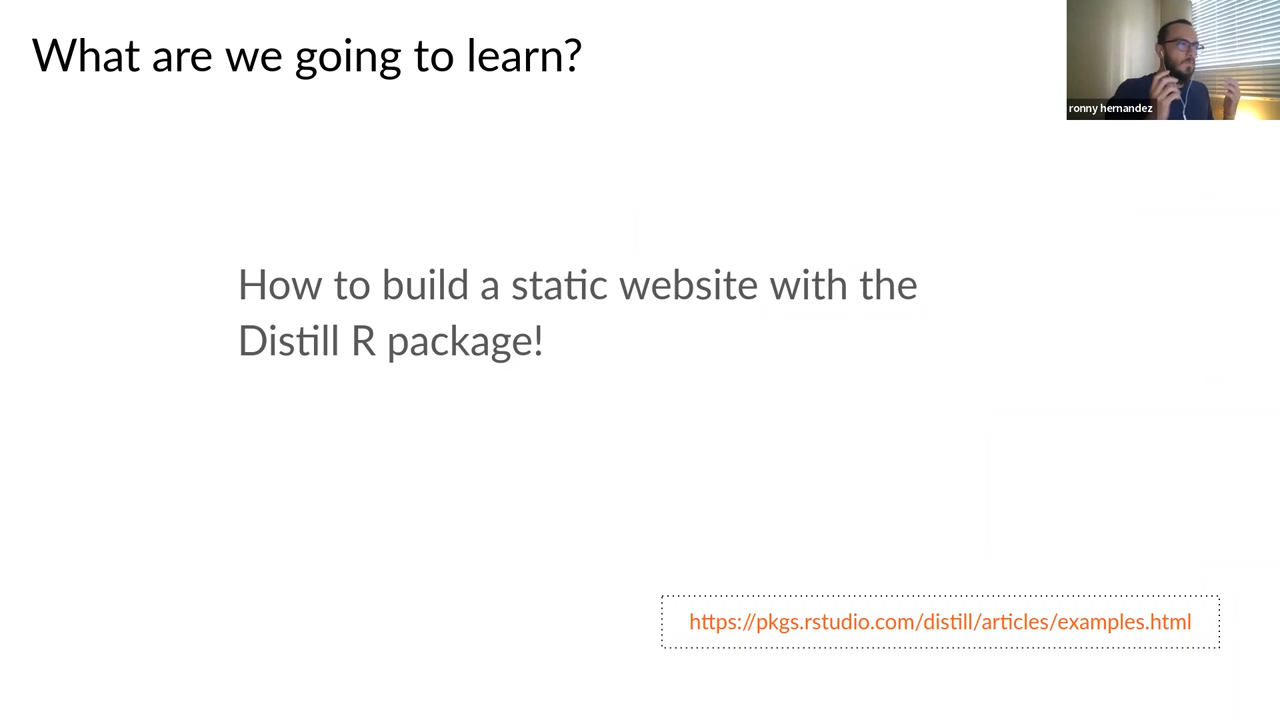 What are we going to learn?
ronny hernandez
How to build a static website with the
Distill R package!
https://pkgs.rstudio.com/distill/articles/examples.html